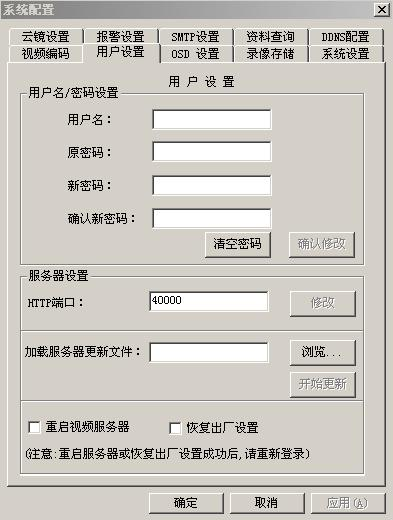 系统配置
云镜设置 报警设置 SMTP设置 资料查询 DDNS配置
视频编码 用户设置 OSD 设置 录像存储 系统设置
用 户 设 置
用户名/密码设置
用户名：
原密码：
新密码：
确认新密码：
清空密码 确认修改
服务器设置
HTTP端口： 40000 修改
加载服务器更新文件： 浏览...
开始更新
重启视频服务器 恢复出厂设置
(注意:重启服务器或恢复出厂设置成功后,请重新登录)
确定 取消 应用(A)